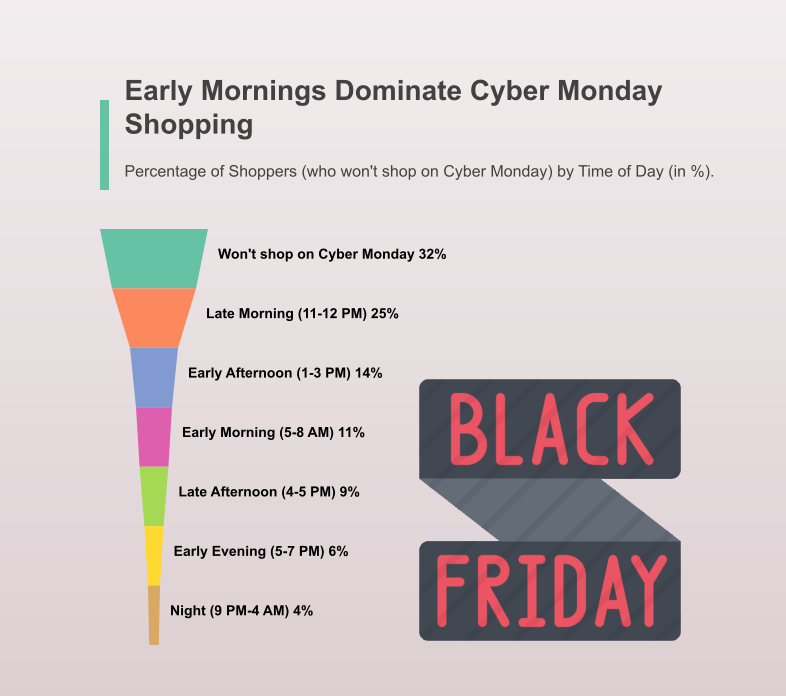 Early Mornings Dominate Cyber Monday
Shopping
Percentage of Shoppers (who won't shop on Cyber Monday) by Time of Day (in %).
Won't shop on Cyber Monday 32%
Late Morning (11-12 PM) 25%
Early Afternoon (1-3 PM) 14%
Early Morning (5-8 AM) 11%
Late Afternoon (4-5 PM) 9%
Early Evening (5-7 PM) 6%
Night (9 PM-4 AM) 4%
BLACK
FRIDAY